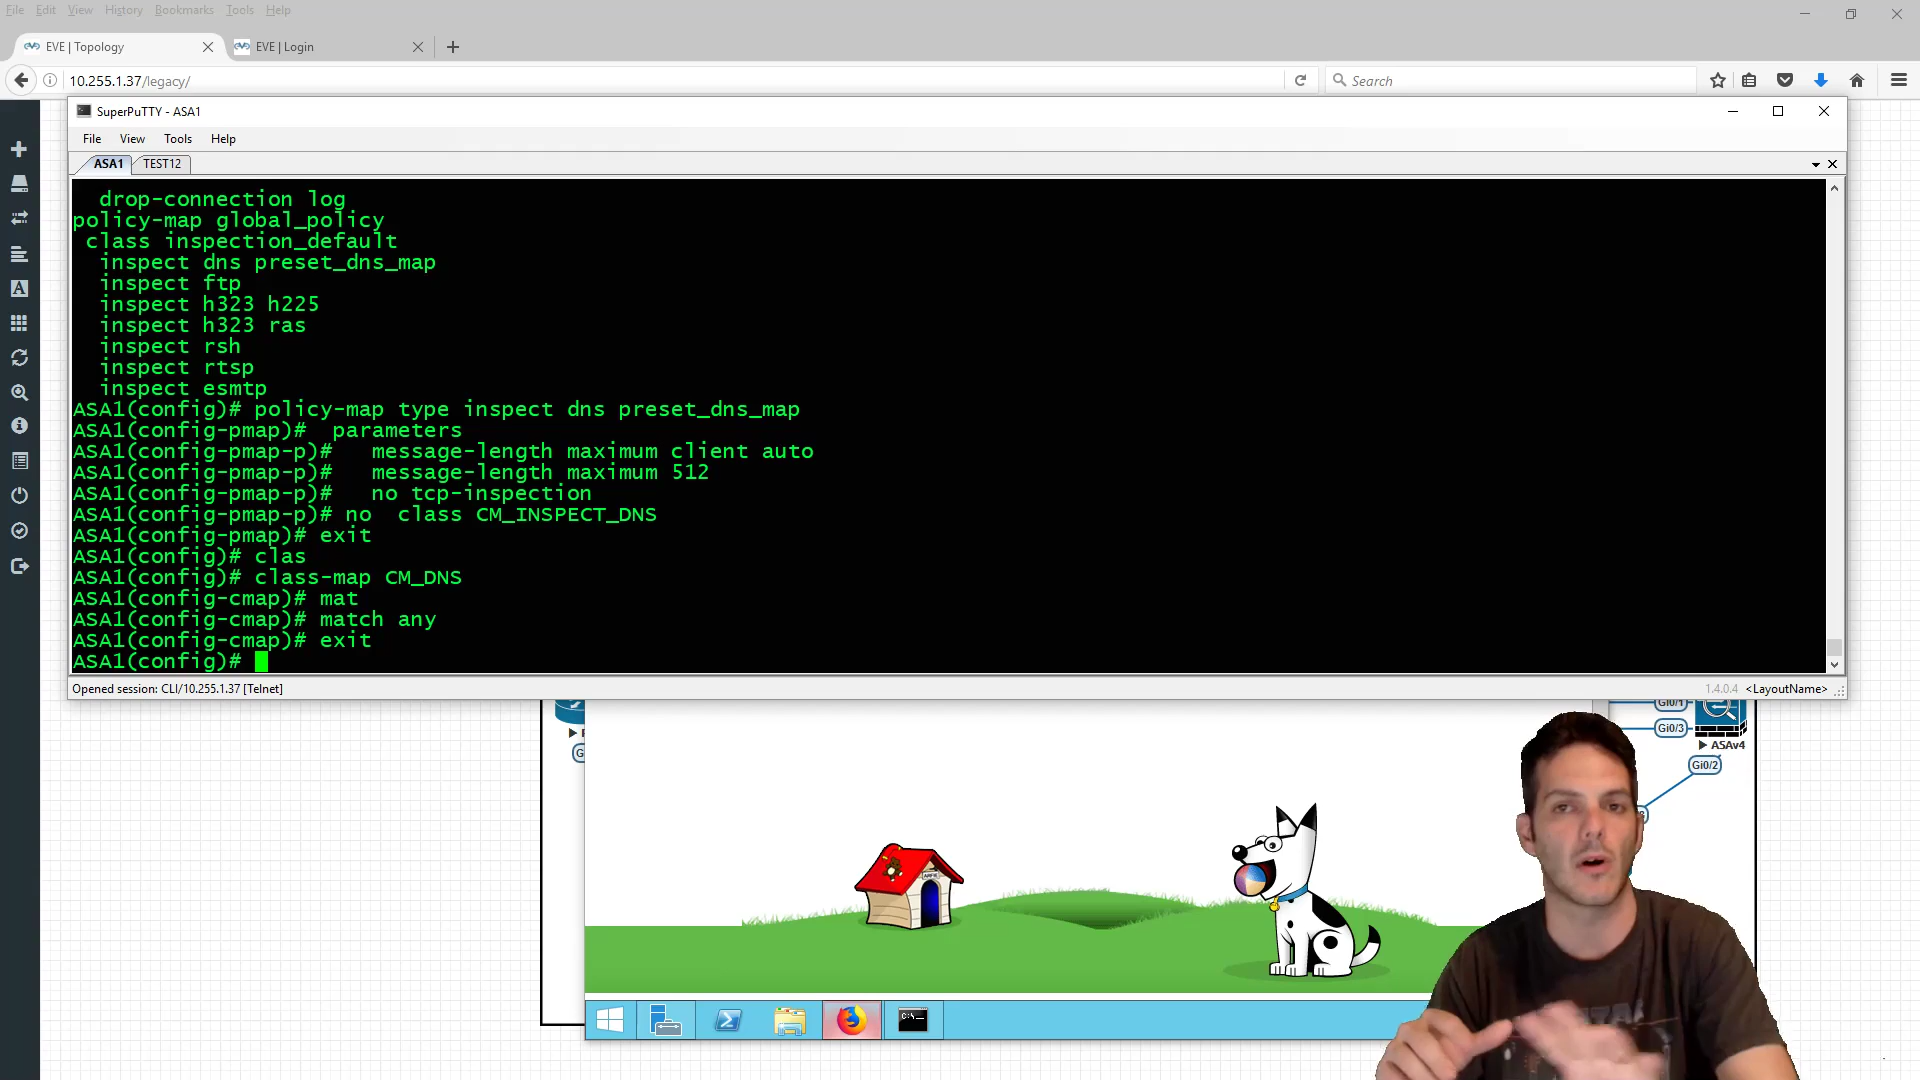 File Edit View History Bookmarks Tools Help
EVE | Topology
EVE | Login
10.255.1.37/legacy/
Search
SuperPuTTY - ASA1
File View Tools Help
ASA1 TEST12
drop-connection log
policy-map global_policy
class inspection_default
inspect dns preset_dns_map
inspect ftp
inspect h323 h225
inspect h323 ras
inspect rsh
inspect rtsp
inspect esmtp
ASA1(config)# policy-map type inspect dns preset_dns_map
ASA1(config-pmap)#  parameters
ASA1(config-pmap-p)#   message-length maximum client auto
ASA1(config-pmap-p)#   message-length maximum 512
ASA1(config-pmap-p)#   no tcp-inspection
ASA1(config-pmap-p)# no  class CM_INSPECT_DNS
ASA1(config-pmap)# exit
ASA1(config)# clas
ASA1(config)# class-map CM_DNS
ASA1(config-cmap)# mat
ASA1(config-cmap)# match any
ASA1(config-cmap)# exit
ASA1(config)#
Opened session: CLI/10.255.1.37 [Telnet]
1.4.0.4 <LayoutName>
Gi0/1
Gi0/3
ASAv4
Gi0/2